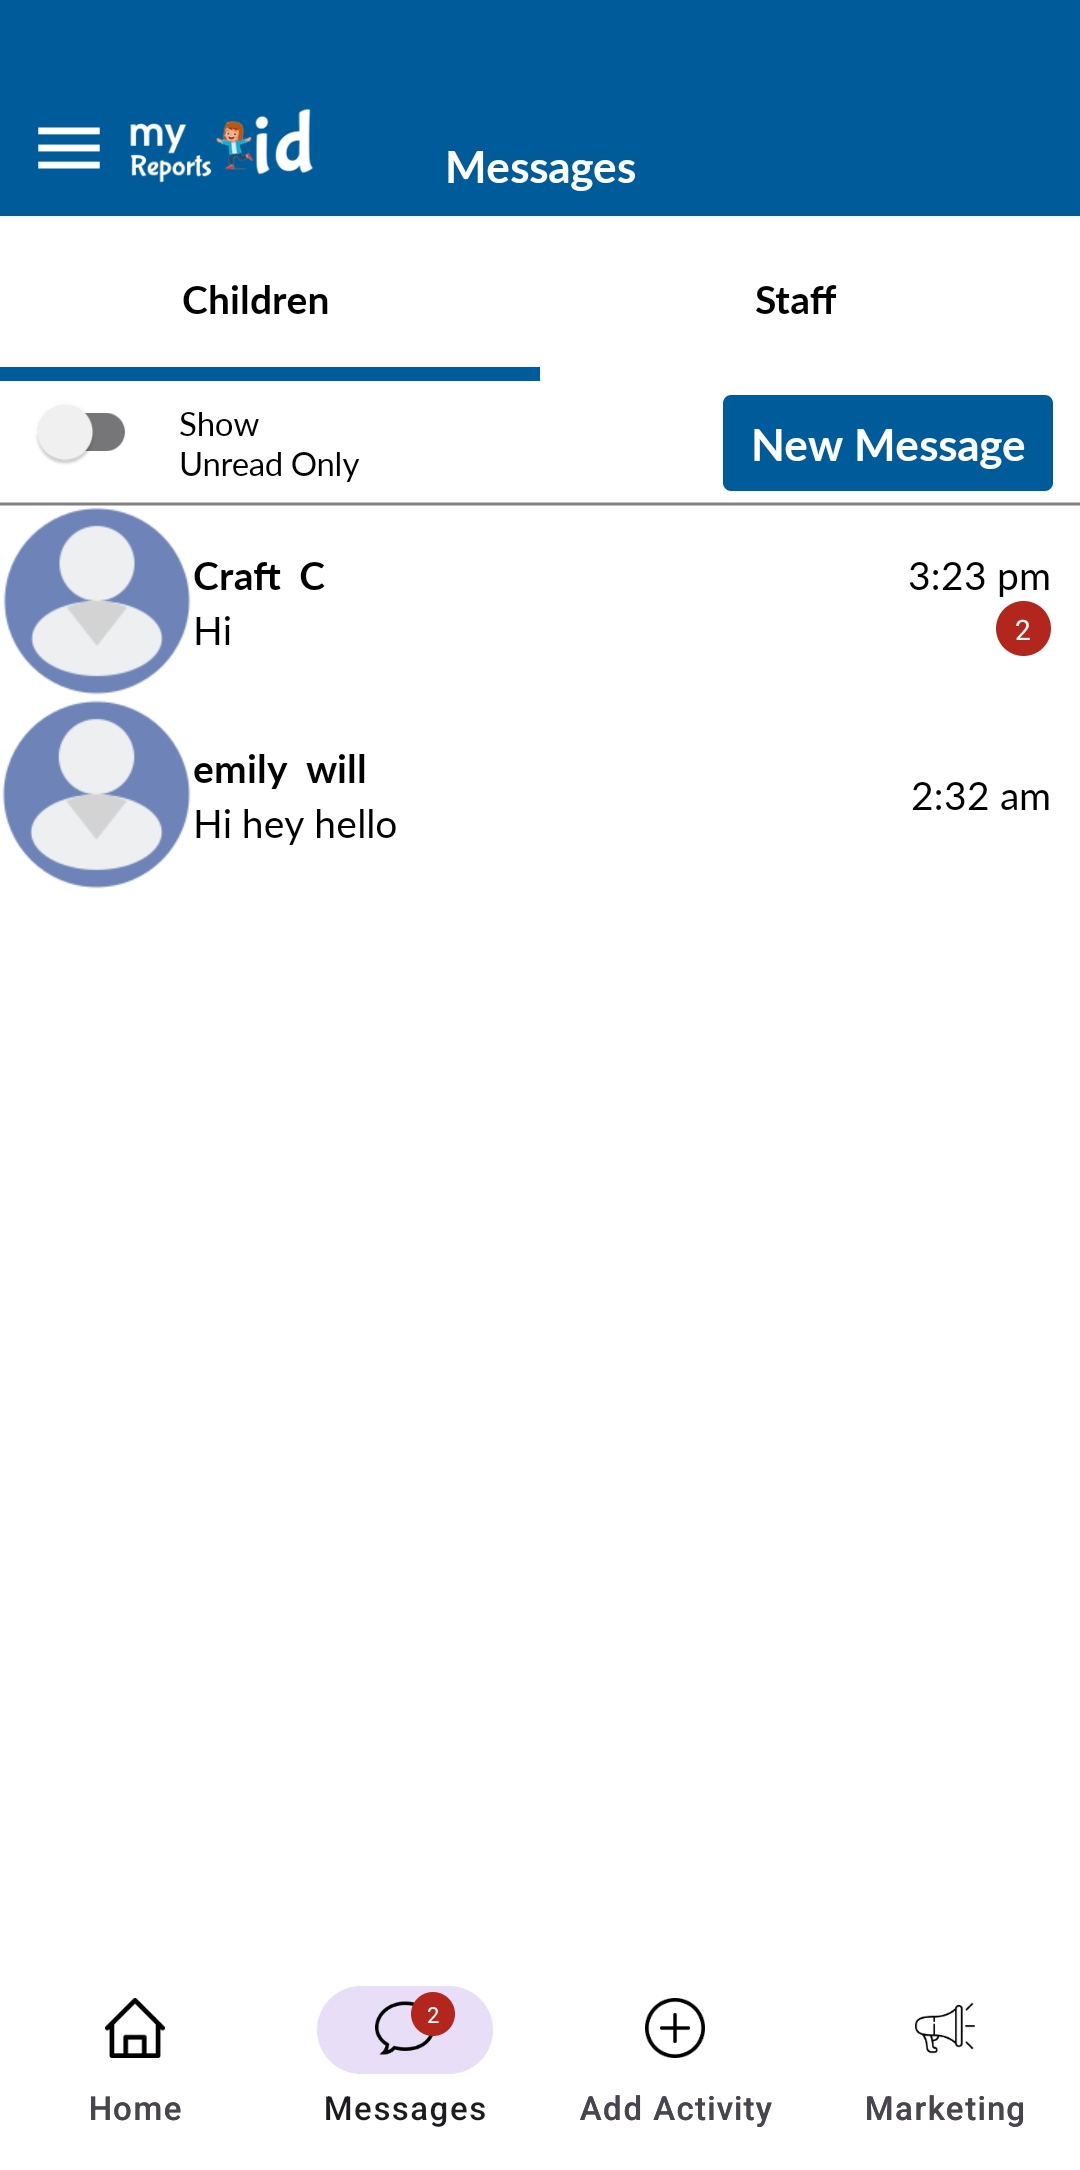 my
Reports id
Messages
Children
Staff
Show
Unread Only
New Message
Craft  C
3:23 pm
Hi
2
emily  will
2:32 am
Hi hey hello
2
Home
Messages
Add Activity
Marketing